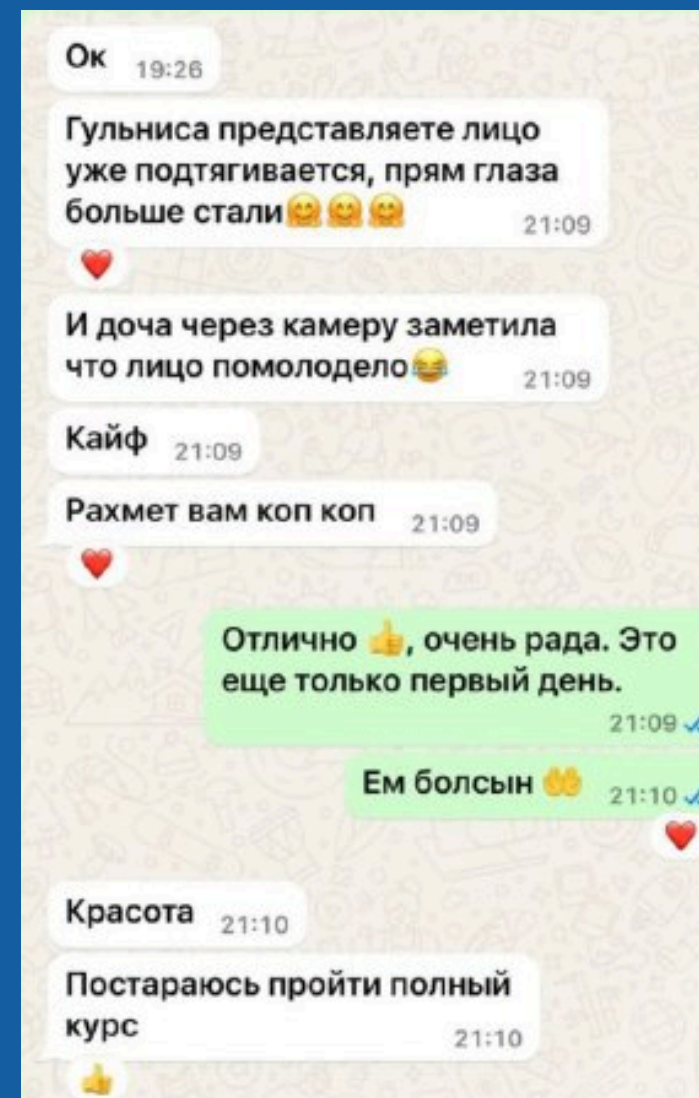 Ок 19:26
Гульниса представляете лицо
уже подтягивается, прям глаза
больше стали🤗🤗🤗 21:09
❤️
И доча через камеру заметила
что лицо помолодело😂 21:09
Кайф 21:09
Рахмет вам коп коп 21:09
❤️
Отлично 👍, очень рада. Это
еще только первый день.
21:09
Ем болсын 🤲 21:10
❤️
Красота 21:10
Постараюсь пройти полный
курс 21:10
👍